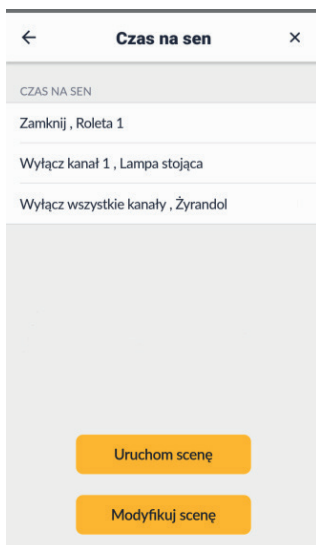 Czas na sen
CZAS NA SEN
Zamknij , Roleta 1
Wyłącz kanał 1 , Lampa stojąca
Wyłącz wszystkie kanały , Żyrandol
Uruchom scenę
Modyfikuj scenę